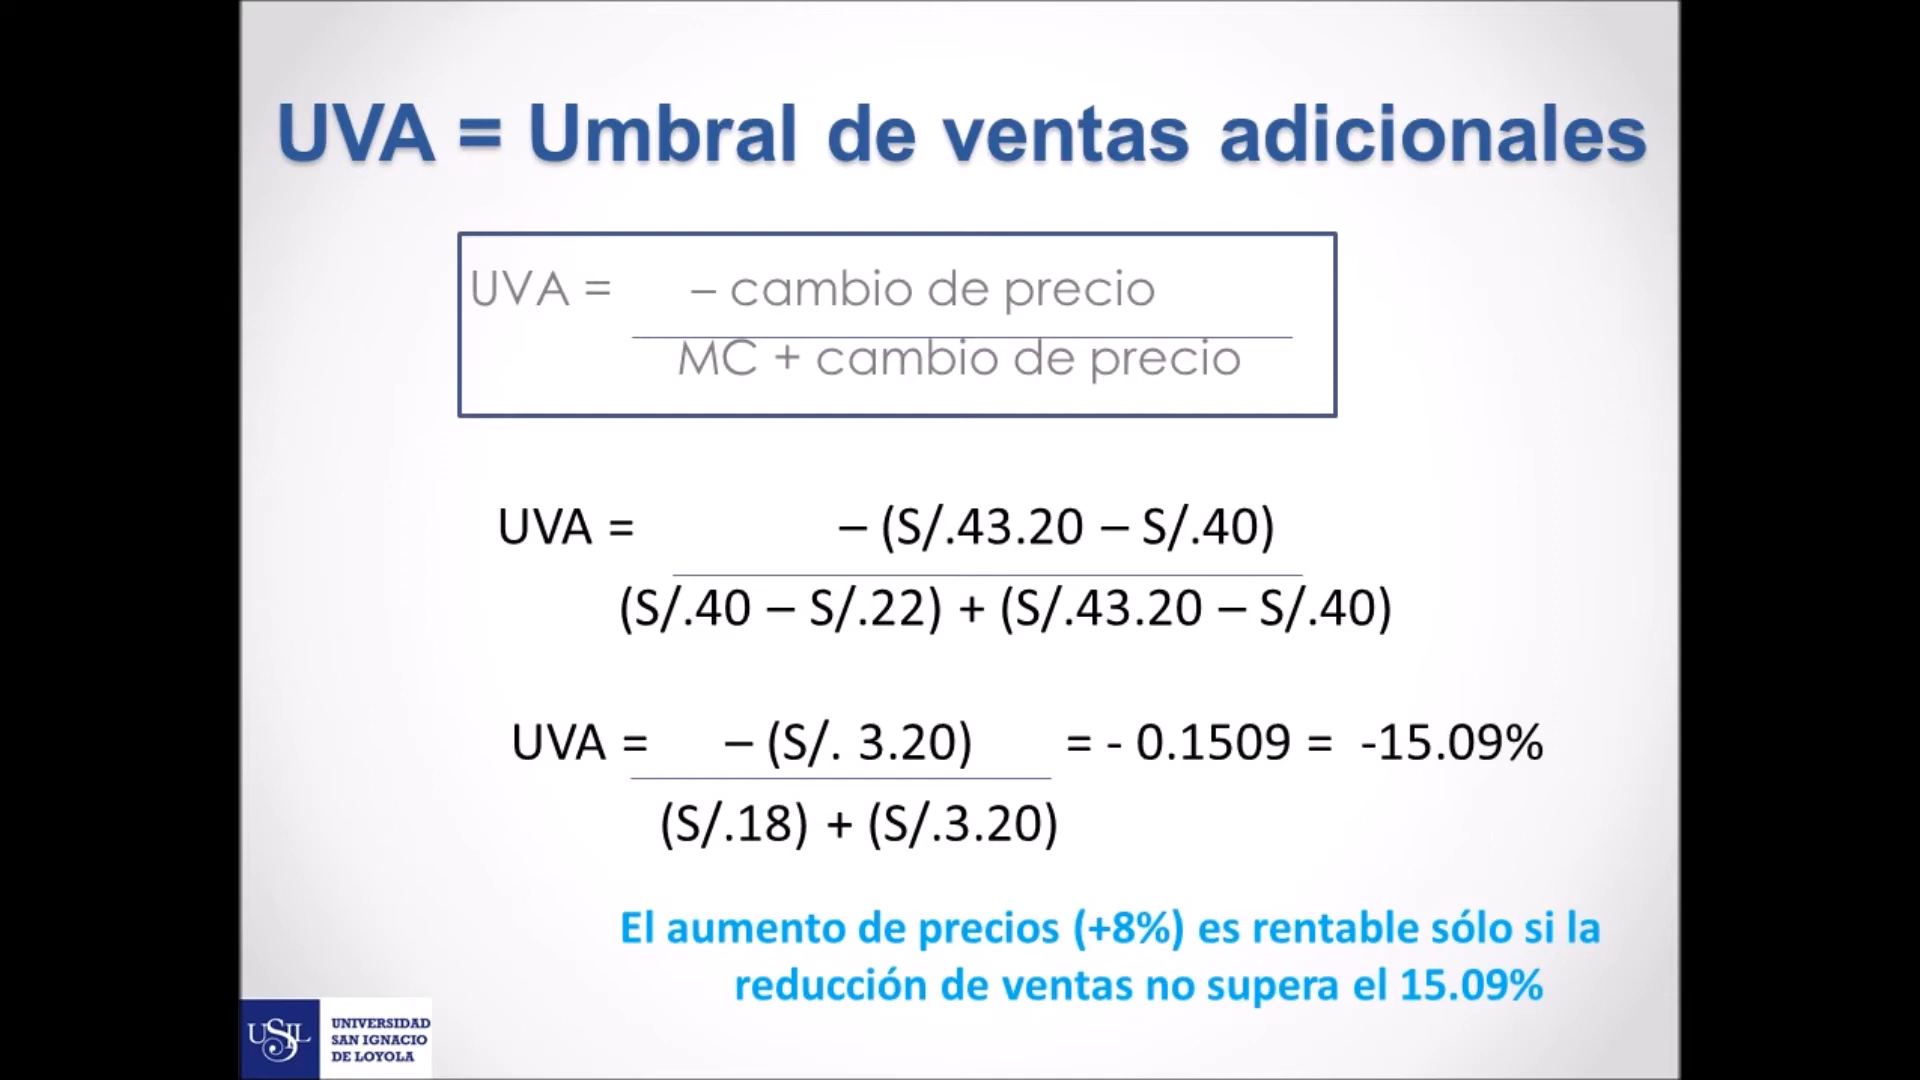 UVA = Umbral de ventas adicionales
UVA = – cambio de precio
MC + cambio de precio
UVA = – (S/.43.20 – S/.40)
(S/.40 – S/.22) + (S/.43.20 – S/.40)
UVA = – (S/. 3.20) = - 0.1509 = -15.09%
(S/.18) + (S/.3.20)
El aumento de precios (+8%) es rentable sólo si la
reducción de ventas no supera el 15.09%
USIL
UNIVERSIDAD
SAN IGNACIO
DE LOYOLA